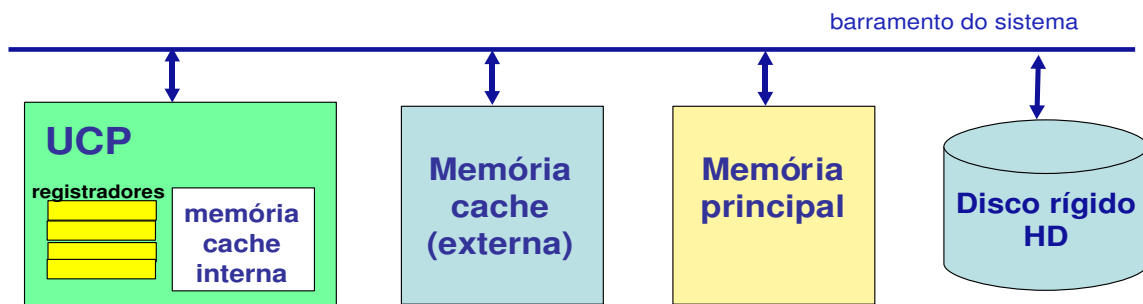 barramento do sistema
UCP
registradores
memória
cache
interna
Memória
cache
(externa)
Memória
principal
Disco rígido
HD